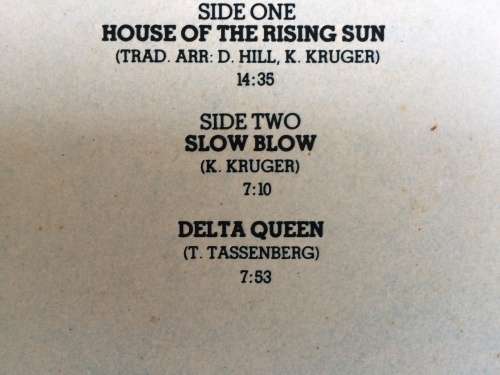 SIDE ONE
HOUSE OF THE RISING SUN
(TRAD. ARR: D. HILL, K. KRUGER)
14:35
SIDE TWO
SLOW BLOW
(K. KRUGER)
7:10
DELTA QUEEN
(T. TASSENBERG)
7:53